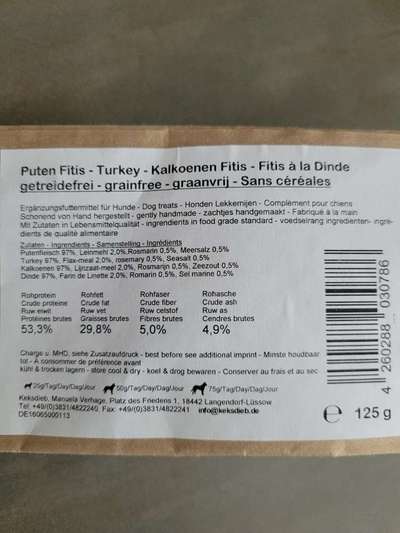 Puten Fitis - Turkey - Kalkoenen Fitis - Fitis à la Dinde
getreidefrei - grainfree - graanvrij - Sans céréales
Ergänzungsfuttermittel für Hunde - Dog treats - Honden Lekkernijen - Complément pour chiens
Schonend von Hand hergestellt - gently handmade - zachtjes handgemaakt - Fabriqué à la main
Mit Zutaten in Lebensmittelqualität - ingredients in food grade standard - voedselrang ingredienten- ingré-
dients de qualité alimentaire
Zutaten - Ingredients - Samenstelling - Ingrédients
Putenfleisch 97%, Leinmehl 2,0%, Rosmarin 0,5%, Meersalz 0,5%
Turkey 97%, Flax-meal 2,0%, rosemary 0,5%, Seasalt 0,5%
Kalkoenen 97%, Lijnzaat-meel 2,0%, Rosmarijn 0,5%, Zeezout 0,5%
Dinde 97%, Farin de Linette 2,0, Romarin 0,5%, Sel marine 0,5%
Rohprotein Rohfett Rohfaser Rohasche
Crude proteine Crude fat Crude fiber Crude ash
Ruw eiwit Ruw vet Ruw celstof Ruw as
Protéines brutes Graisses brutes Fibres brutes Cendres brutes
53,3% 29,8% 5,0% 4,9%
Charge u. MHD, siehe Zusatzaufdruck - best before see additional imprint - Minste houdbaar
tot - A consommer de préférence avant
kühl & trocken lagern - store cool & dry - koel & drog bewaren - Conserver au frais et au sec
25g/Tag/Day/Dag/Jour 50g/Tag/Day/Dag/Jour 75g/Tag/Day/Dag/Jour
Keksdieb, Manuela Verhage, Platz des Friedens 1, 18442 Langendorf-Lüssow
Tel: +49/(0)3831/4822240, Fax: +49/(0)3831/4822241 info@keksdieb.de
DE16065000113
℮ 125 g
4 260288 030786